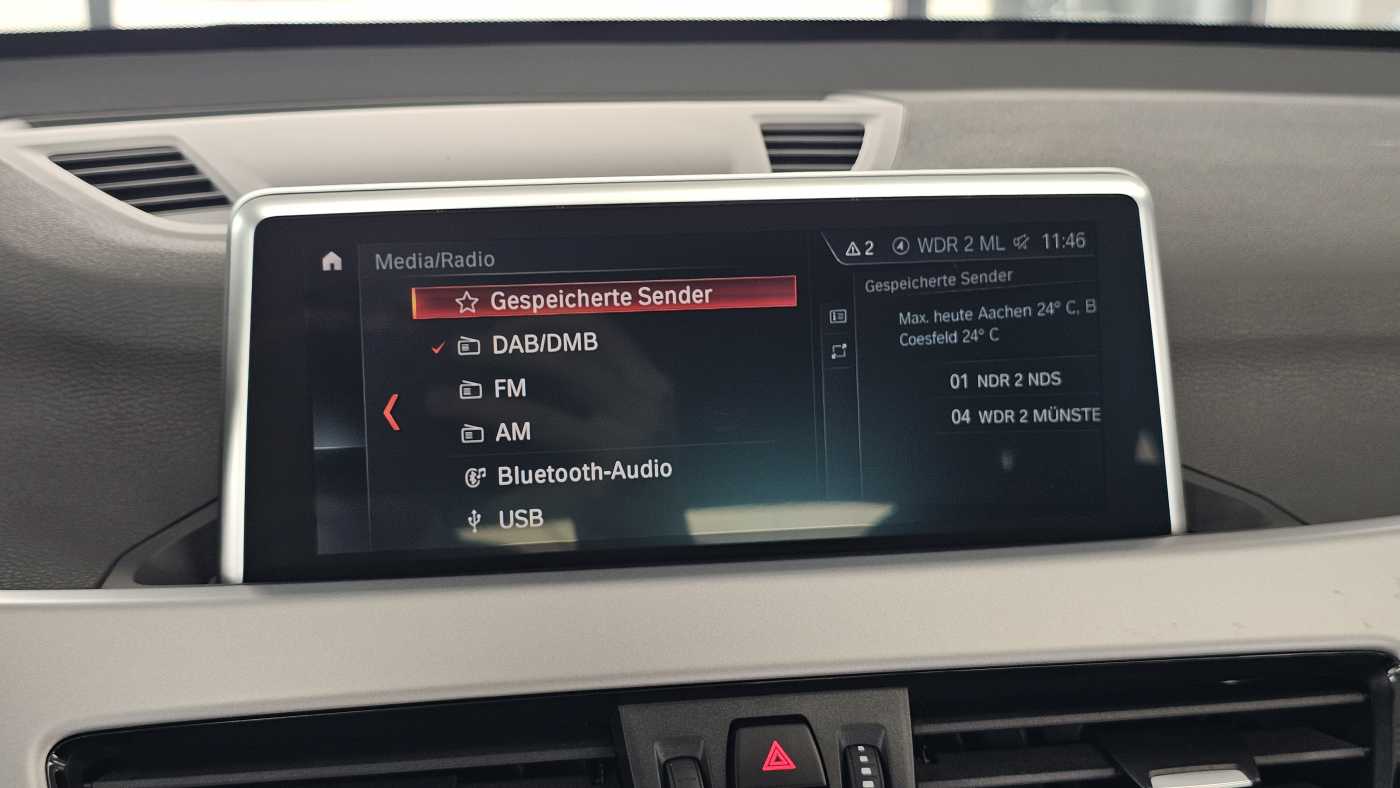 Media/Radio
2 4 WDR 2 ML 11:46
Gespeicherte Sender
DAB/DMB
FM
AM
Bluetooth-Audio
USB
Gespeicherte Sender
Max. heute Aachen 24° C, B
Coesfeld 24° C
01 NDR 2 NDS
04 WDR 2 MÜNSTE